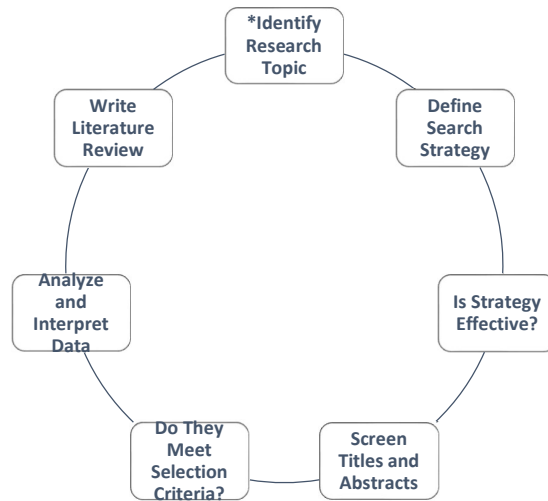 *Identify
Research
Topic
Define
Search
Strategy
Is Strategy
Effective?
Screen
Titles and
Abstracts
Do They
Meet
Selection
Criteria?
Analyze
and
Interpret
Data
Write
Literature
Review